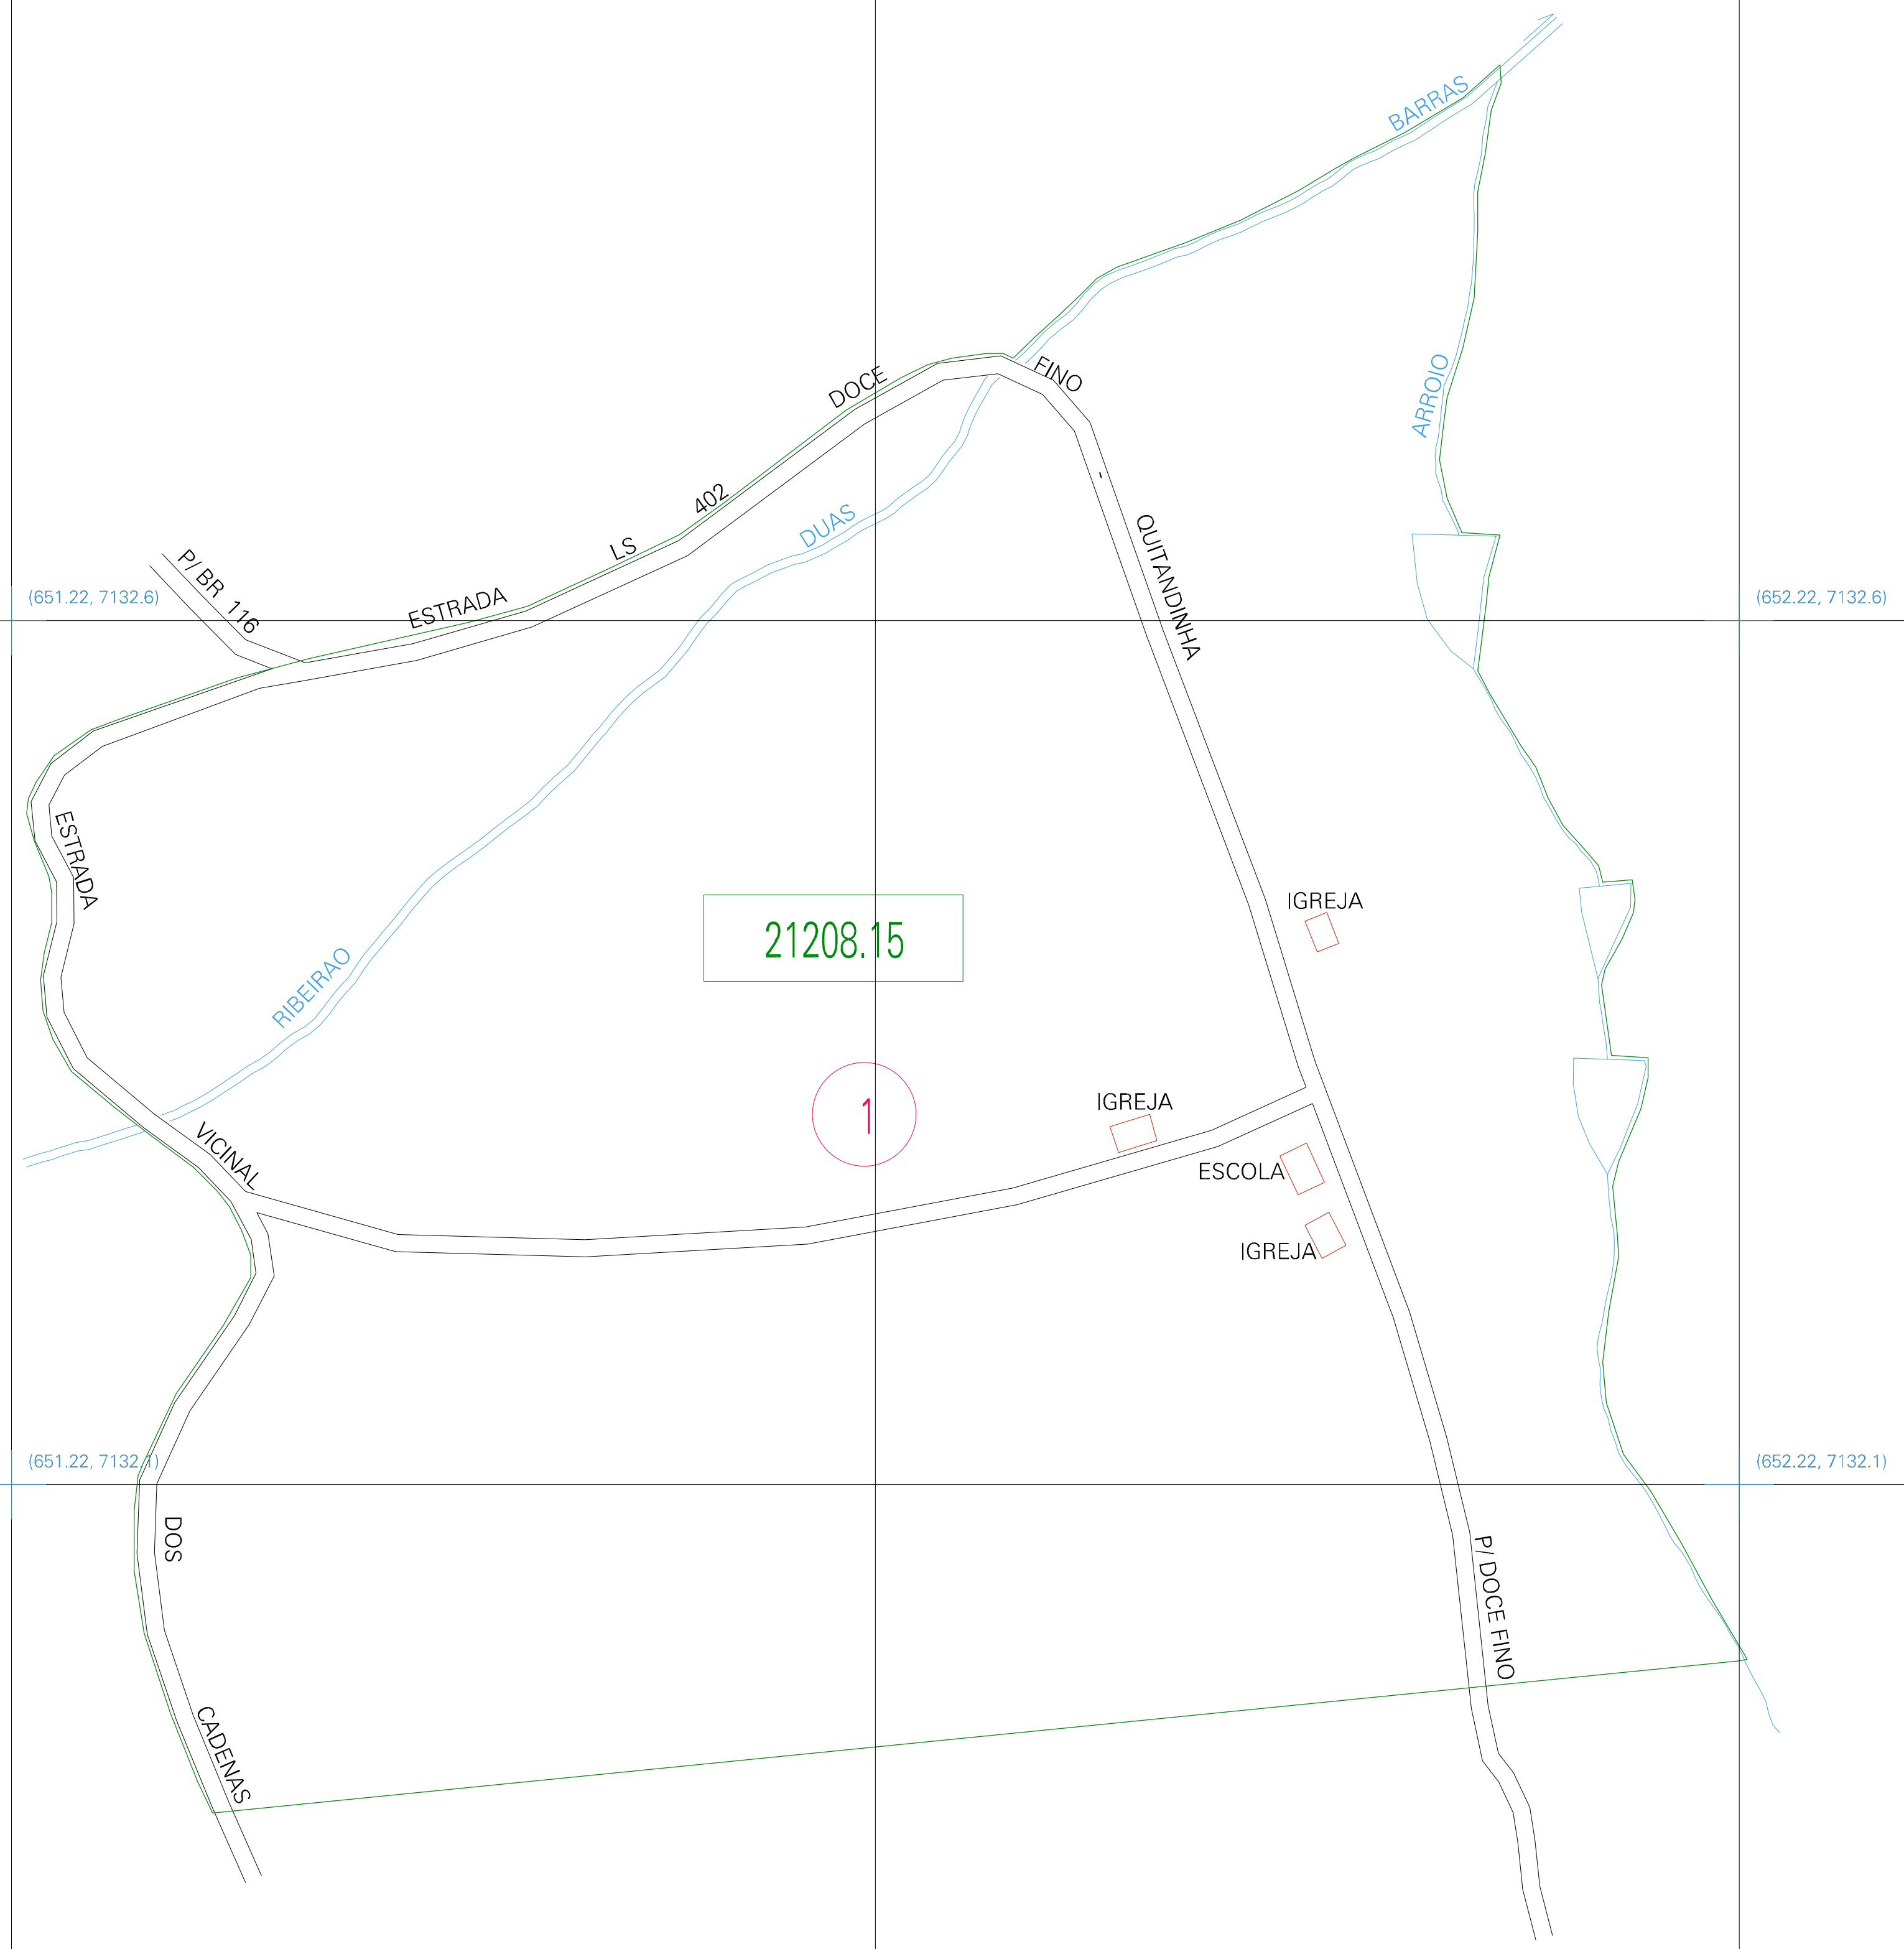 BARRAS
ARROIO
ESTRADA LS 402 DOCE FINO - QUITANDINHA
DUAS
P/ BR 116
(651.22, 7132.6)
(652.22, 7132.6)
ESTRADA
21208.15
IGREJA
RIBEIRAO
1
IGREJA
VICINAL
ESCOLA
IGREJA
(651.22, 7132.1)
(652.22, 7132.1)
DOS
P/ DOCE FINO
CADENAS